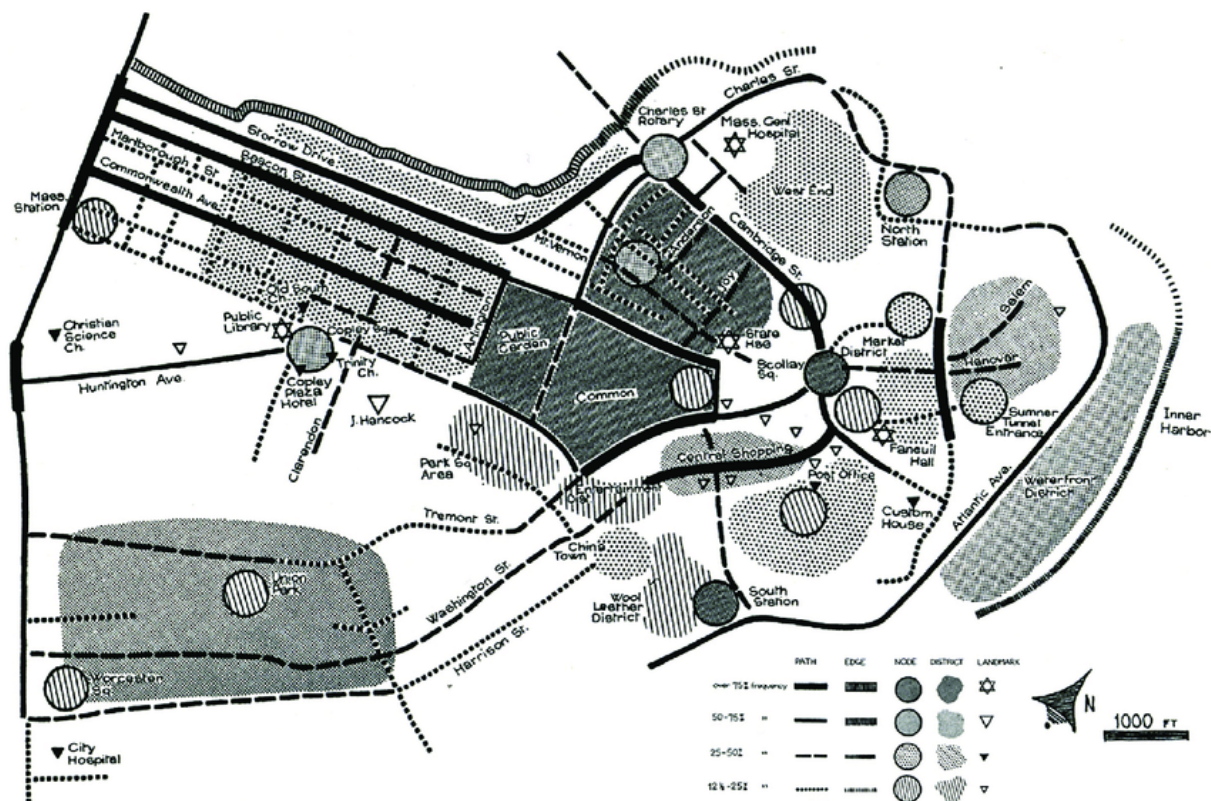 Charles St.
Charles St
Rotary
Mass. Genl
Hospital
Storrow Drive
Beacon St.
Marlborough St
Commonwealth Ave.
Mass.
Station
West End
North
Station
Anderson
Cambridge St.
Mt Vernon
Joy
Salem
Hanover
Old South
Ch.
Public
Library
Copley Sq.
Arlington
Public
Garden
State
Hse
Scollay
Sq.
Market
District
Christian
Science
Ch.
Trinity
Ch.
Copley
Plaza
Hotel
Huntington Ave.
Clarendon
J. Hancock
Common
Sumner
Tunnel
Entrance
Inner
Harbor
Faneuil
Hall
Park Sq.
Area
Central Shopping
Post Office
Entertainment
Custom
House
Waterfront
District
Atlantic Ave.
Tremont St.
China
Town
Washington St.
Union
Park
Wool
Leather
District
South
Station
Harrison St.
Worcester
Sq.
City
Hospital
PATH EDGE NODE DISTRICT LANDMARK
over 75% frequency
50-75% "
25-50% "
12½-25% "
N
1000 FT